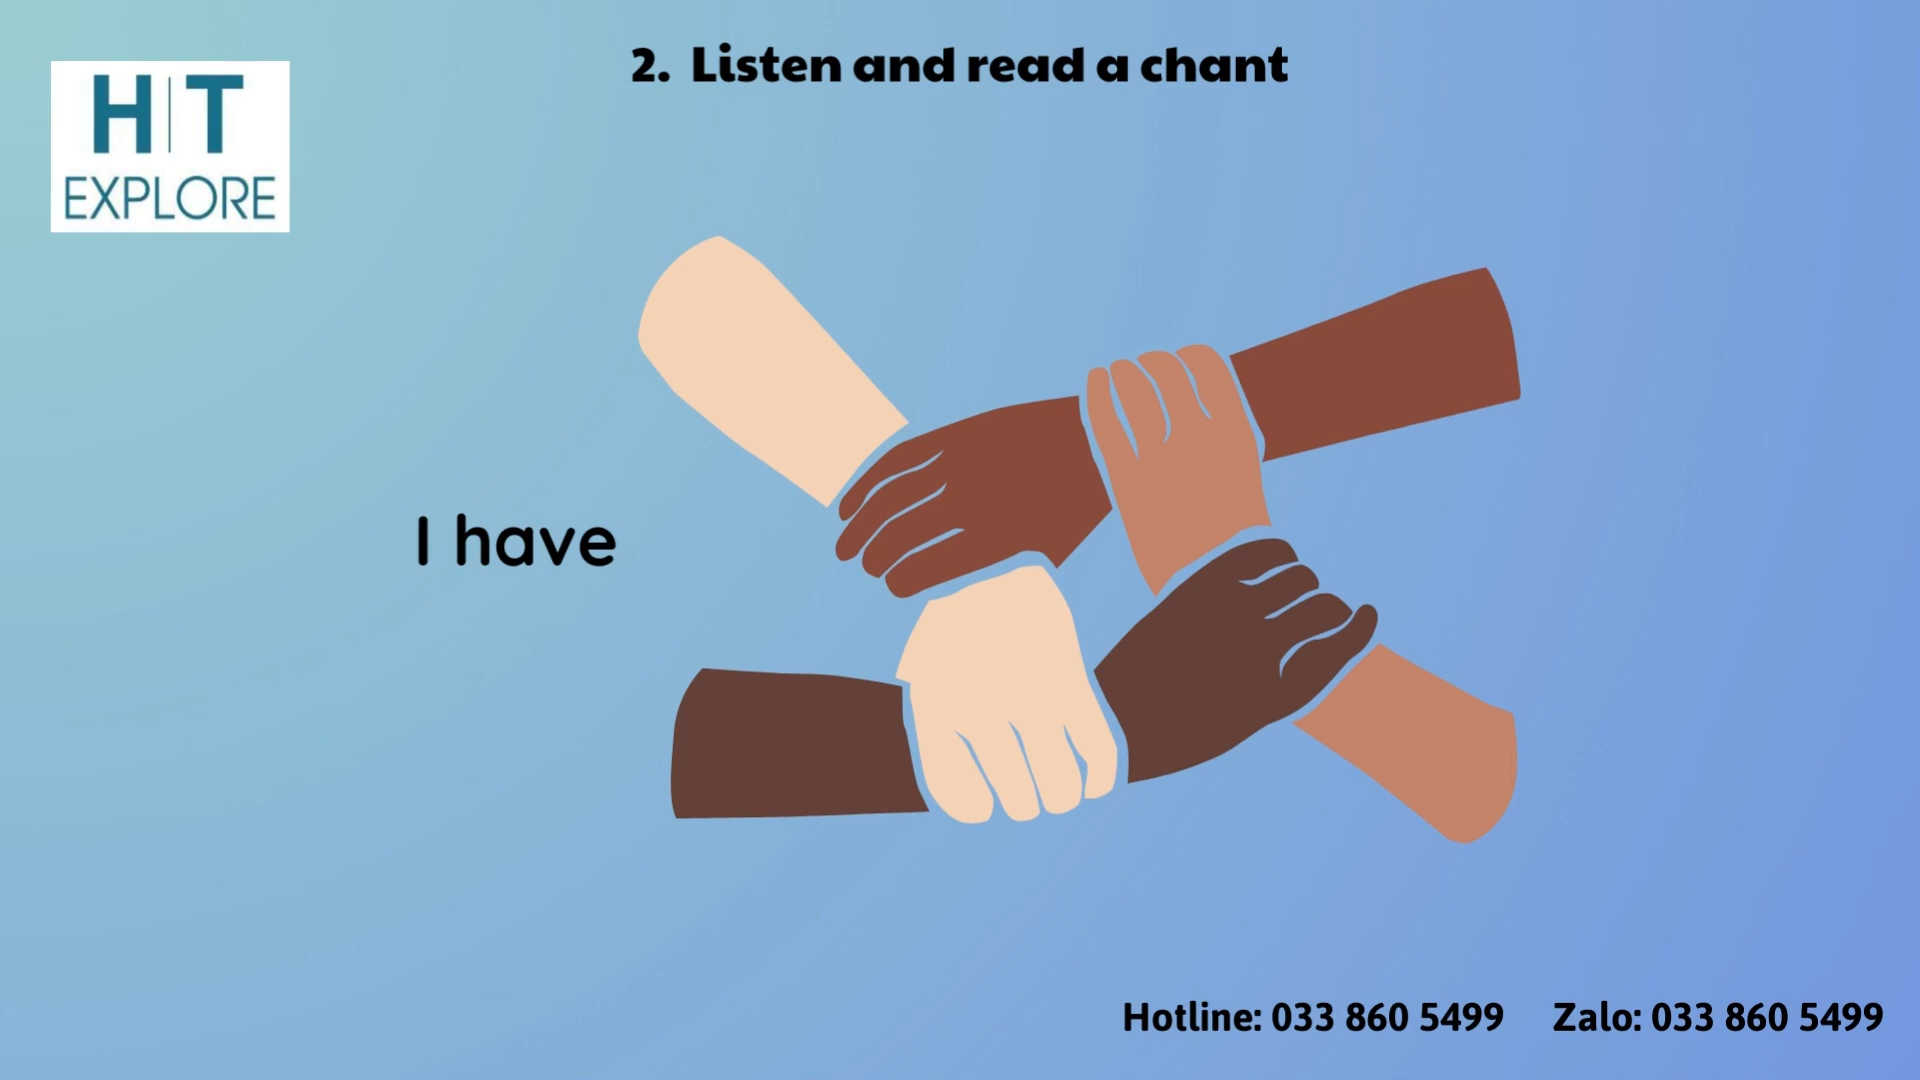 2. Listen and read a chant
H|T
EXPLORE
I have
Hotline: 033 860 5499 Zalo: 033 860 5499